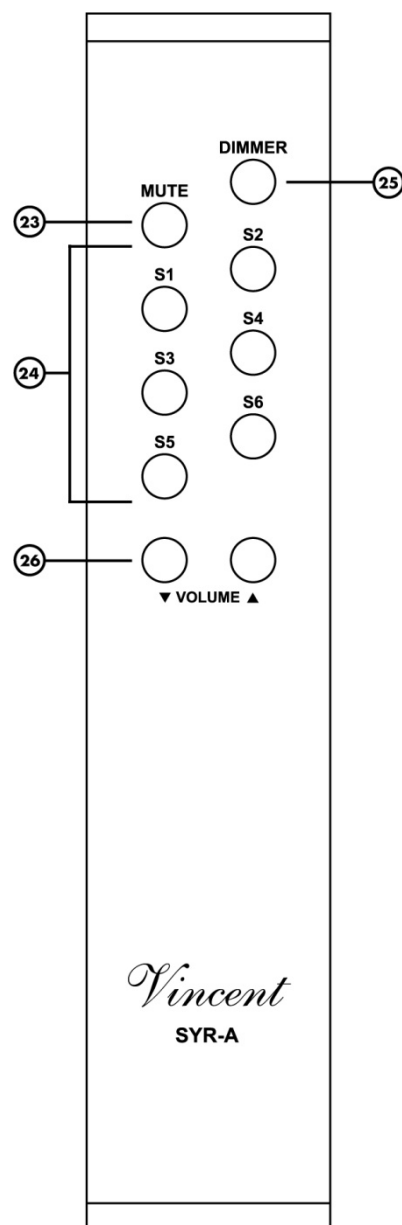 DIMMER
25
MUTE
23
S2
S1
S4
24
S3
S6
S5
26
▼ VOLUME ▲
Vincent
SYR-A